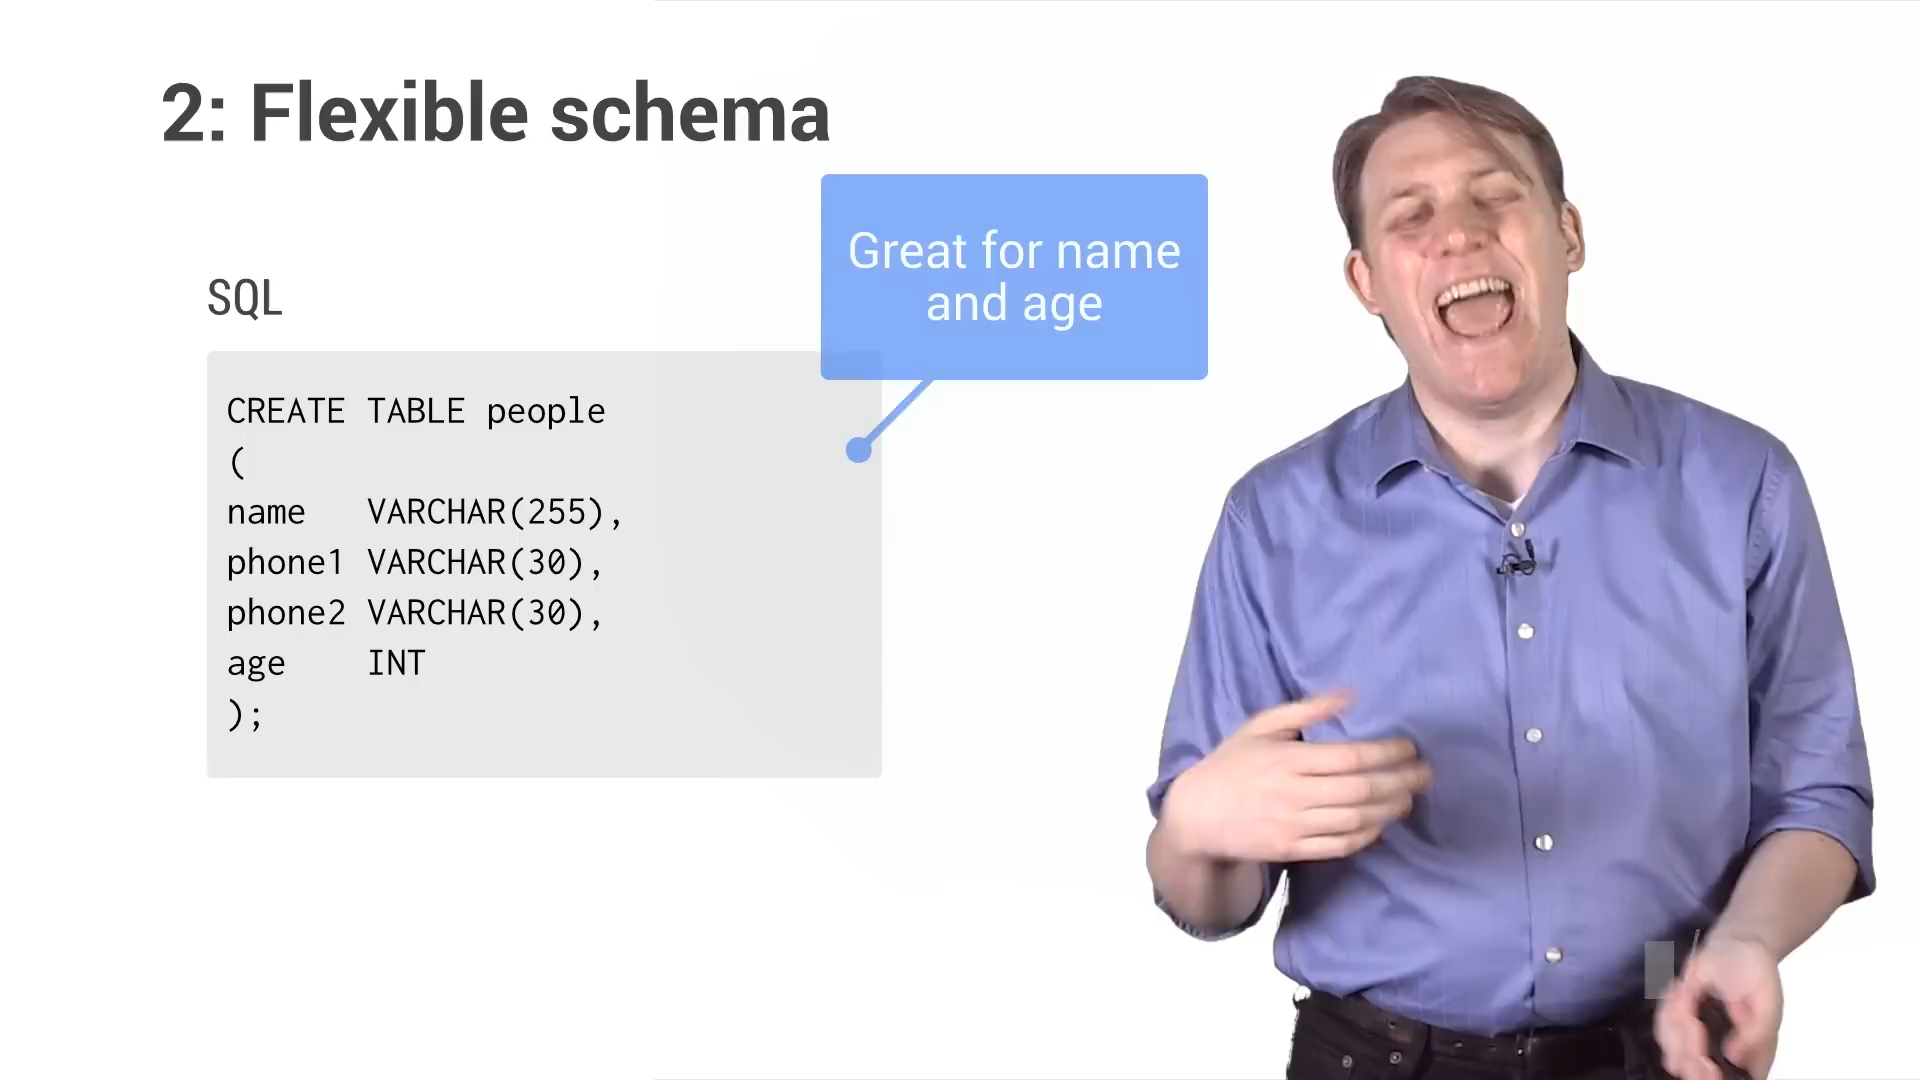 2: Flexible schema
Great for name
and age
SQL
CREATE TABLE people
(
name   VARCHAR(255),
phone1 VARCHAR(30),
phone2 VARCHAR(30),
age    INT
);